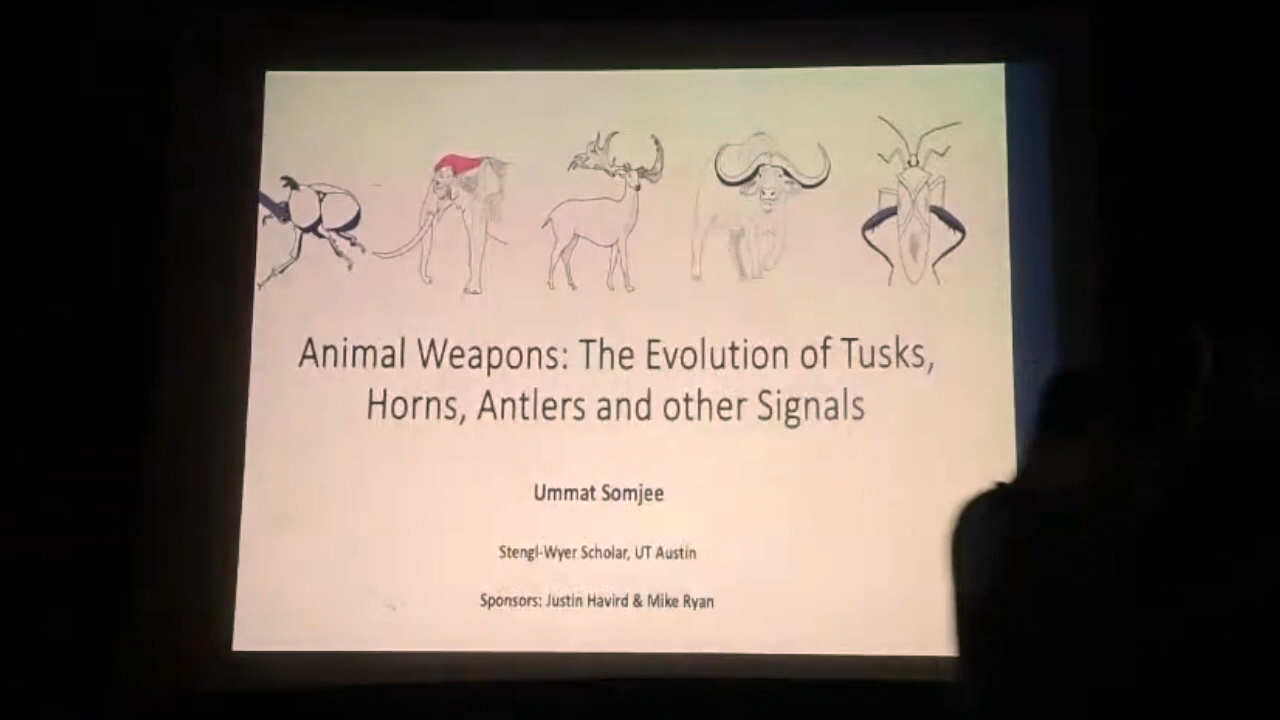 Animal Weapons: The Evolution of Tusks,
Horns, Antlers and other Signals
Ummat Somjee
Stengl-Wyer Scholar, UT Austin
Sponsors: Justin Havird & Mike Ryan